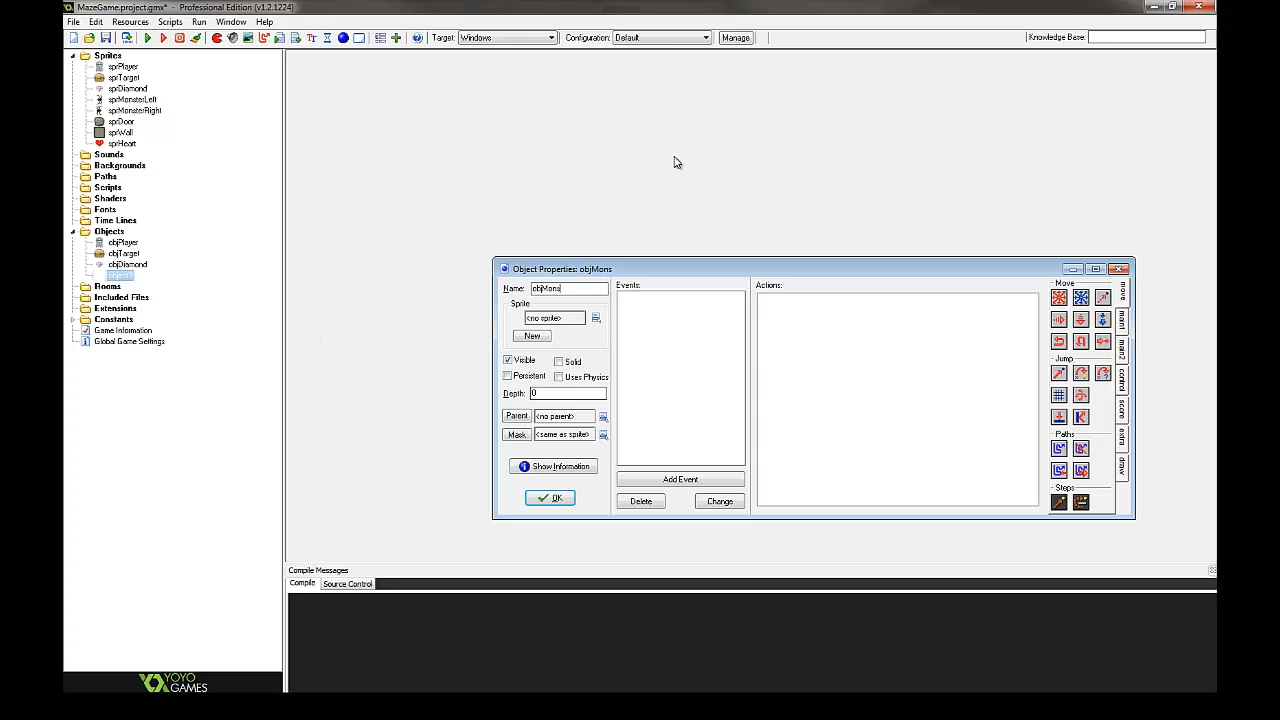 MazeGame.project.gmx* - Professional Edition (v1.2.1224)
File Edit Resources Scripts Run Window Help
Target: Windows Configuration: Default Manage Knowledge Base:
Sprites
sprPlayer
sprTarget
sprDiamond
sprMonsterLeft
sprMonsterRight
sprDoor
sprWall
sprHeart
Sounds
Backgrounds
Paths
Scripts
Shaders
Fonts
Time Lines
Objects
objPlayer
objTarget
objDiamond
Rooms
Included Files
Extensions
Constants
Game Information
Global Game Settings
YOYO
GAMES
Object Properties: objMons
Name: objMons
Sprite
<no sprite>
New
Visible Solid
Persistent Uses Physics
Depth: 0
Parent <no parent>
Mask <same as sprite>
Show Information
OK
Events:
Add Event
Delete Change
Actions:
Move
Jump
Paths
Steps
move
main1
main2
control
score
extra
draw
Compile Messages
Compile Source Control